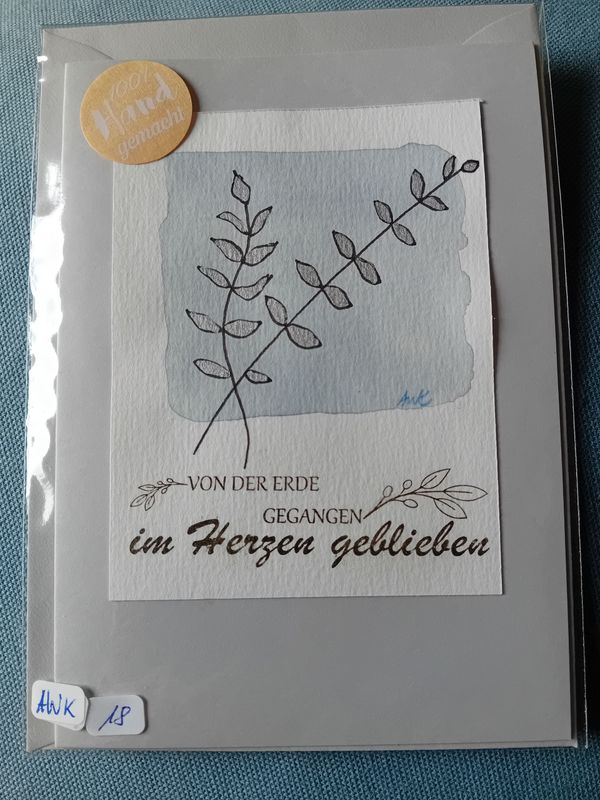 100%
Hand
gemacht
AWK
VON DER ERDE
GEGANGEN
im Herzen geblieben
AWK
18